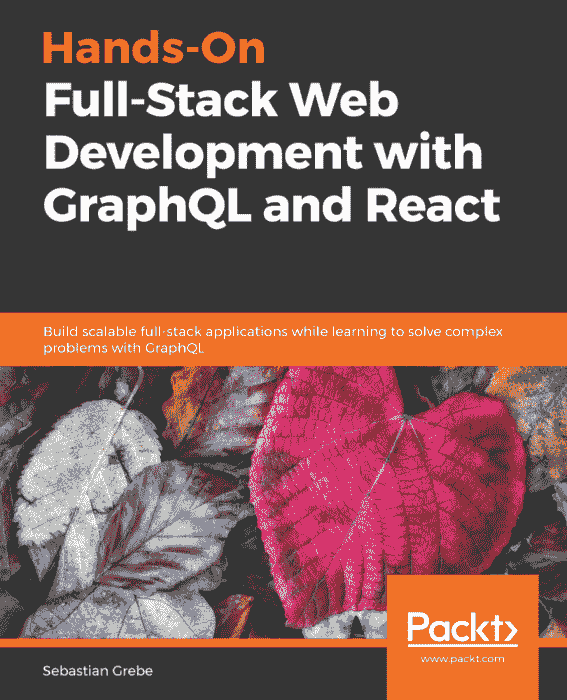 Hands-On
Full-Stack Web
Development with
GraphQL and React
Build scalable full-stack applications while learning to solve complex
problems with GraphQL
Packt>
www.packt.com
Sebastian Grebe